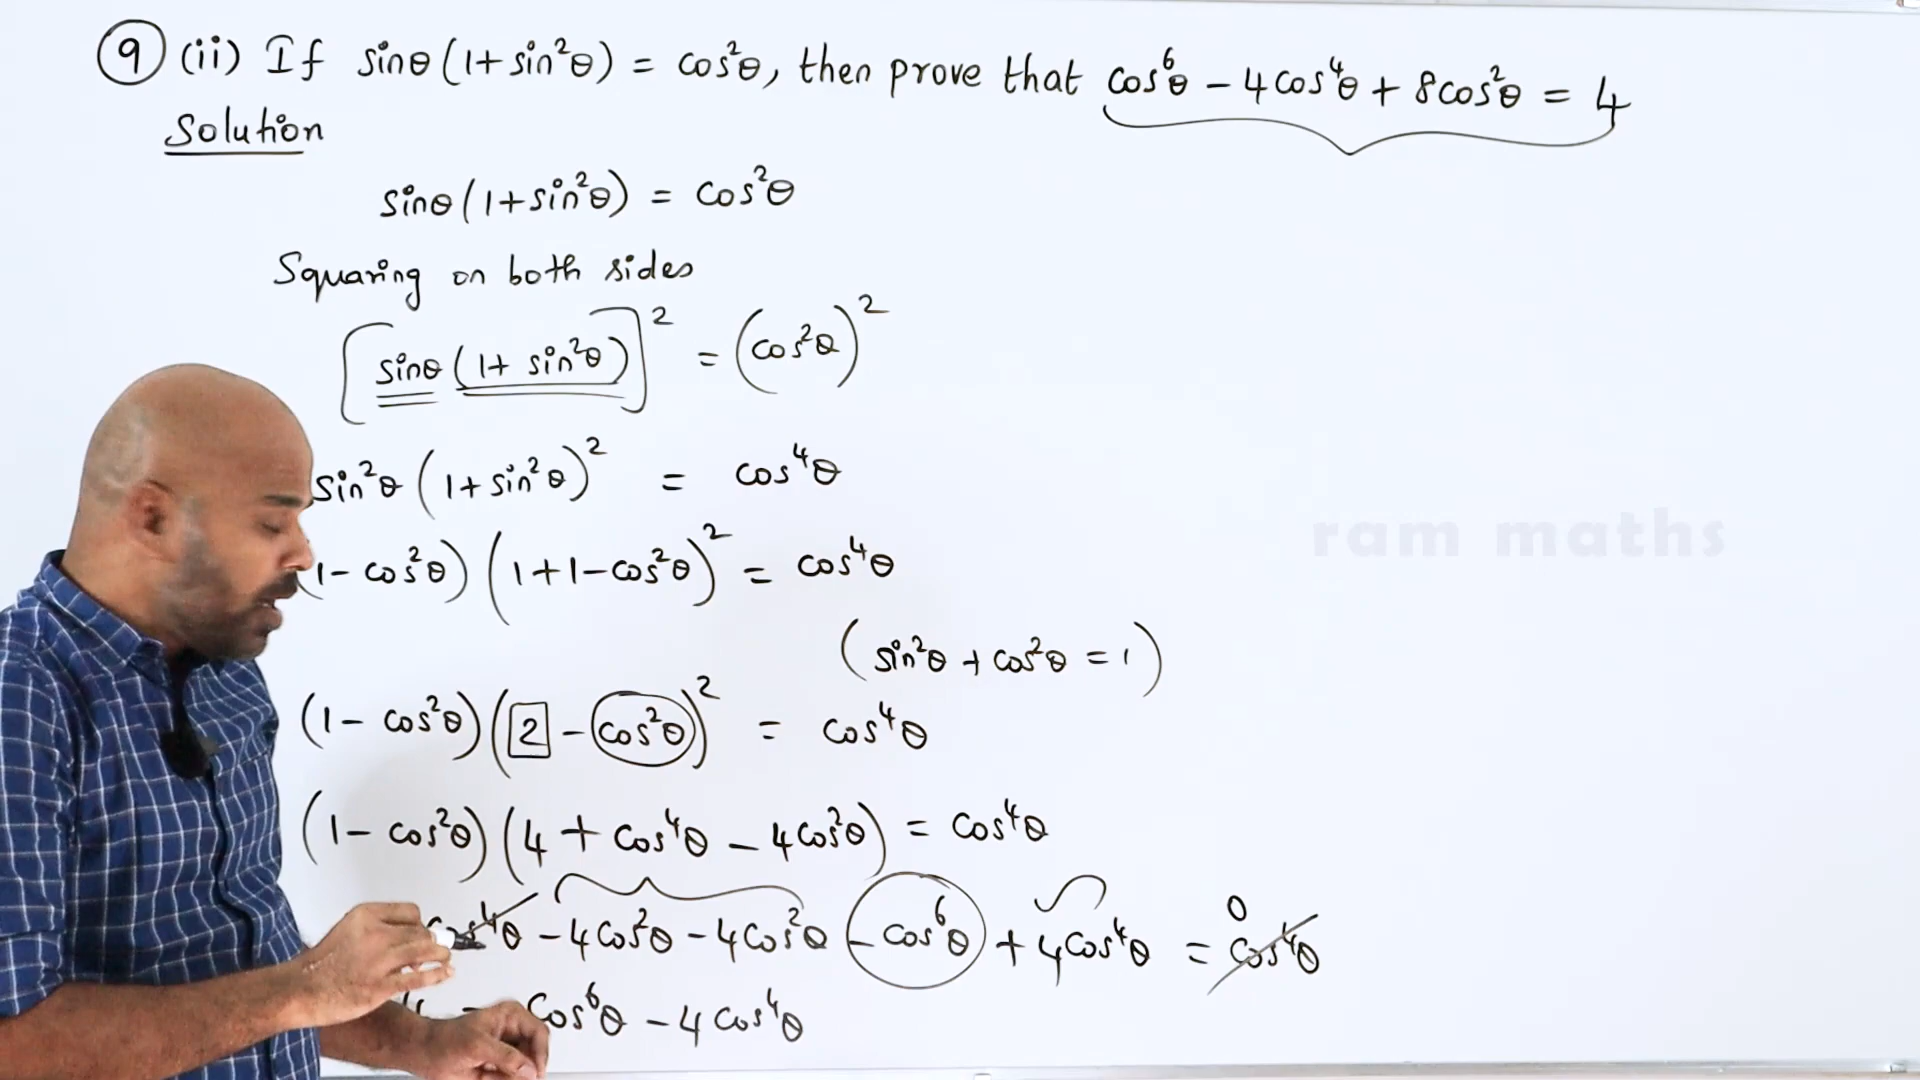 9 (ii) If sinθ(1+sin²θ) = cos²θ, then prove that cos⁶θ − 4cos⁴θ + 8cos²θ = 4
Solution
sinθ(1+sin²θ) = cos²θ
Squaring on both sides
[sinθ(1+ sin²θ)]² = (cos²θ)²
sin²θ(1+sin²θ)² = cos⁴θ
1− cos²θ)(1+1−cos²θ)² = cos⁴θ
(sin²θ + cos²θ = 1)
(1− cos²θ)(2 − cos²θ)² = cos⁴θ
(1− cos²θ)(4 + cos⁴θ − 4cos²θ) = cos⁴θ
0
cos⁴θ − 4cos²θ − 4cos²θ − cos⁶θ + 4cos⁴θ = cos⁴θ
4 = cos⁶θ − 4cos⁴θ
ram maths